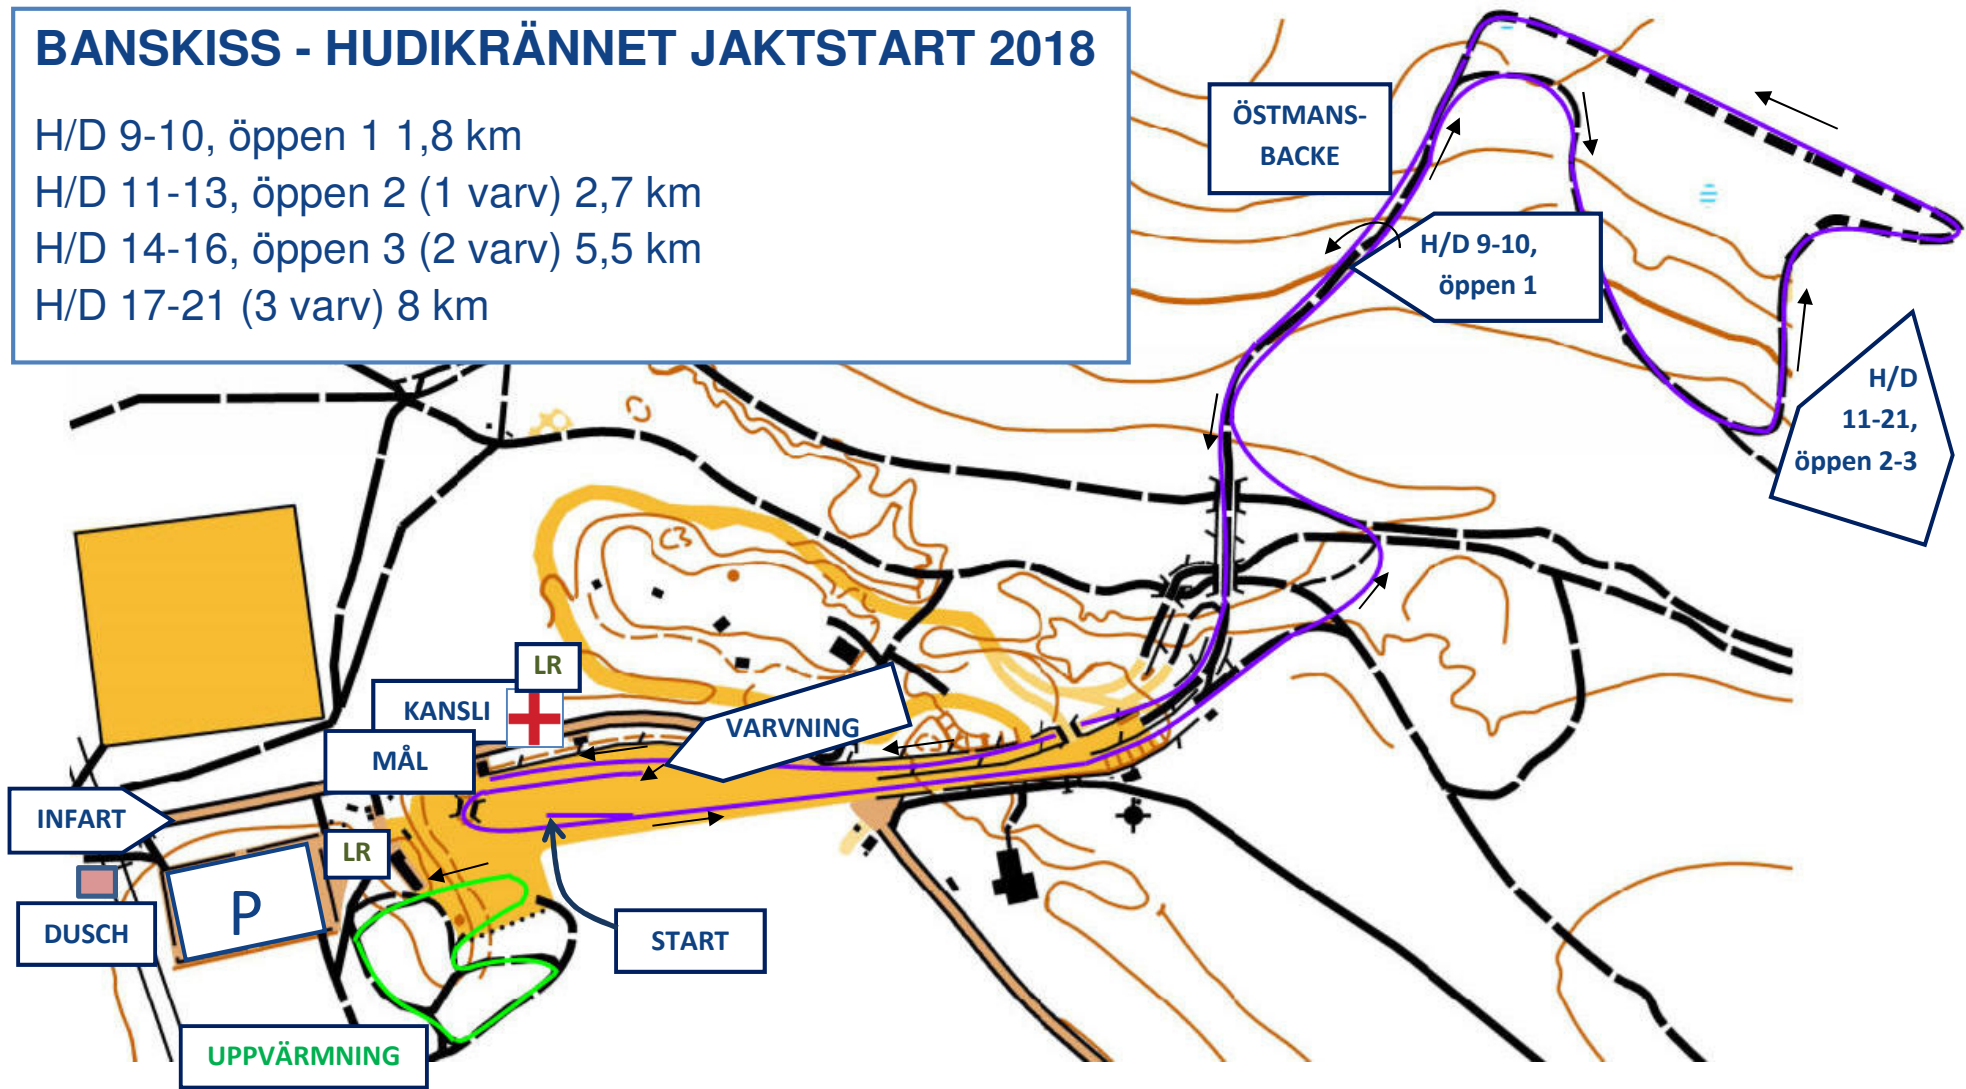 BANSKISS - HUDIKRÄNNET JAKTSTART 2018
H/D 9-10, öppen 1 1,8 km
H/D 11-13, öppen 2 (1 varv) 2,7 km
H/D 14-16, öppen 3 (2 varv) 5,5 km
H/D 17-21 (3 varv) 8 km
ÖSTMANS-
BACKE
H/D 9-10,
öppen 1
H/D
11-21,
öppen 2-3
LR
KANSLI
VARVNING
MÅL
INFART
LR
P
DUSCH
START
UPPVÄRMNING